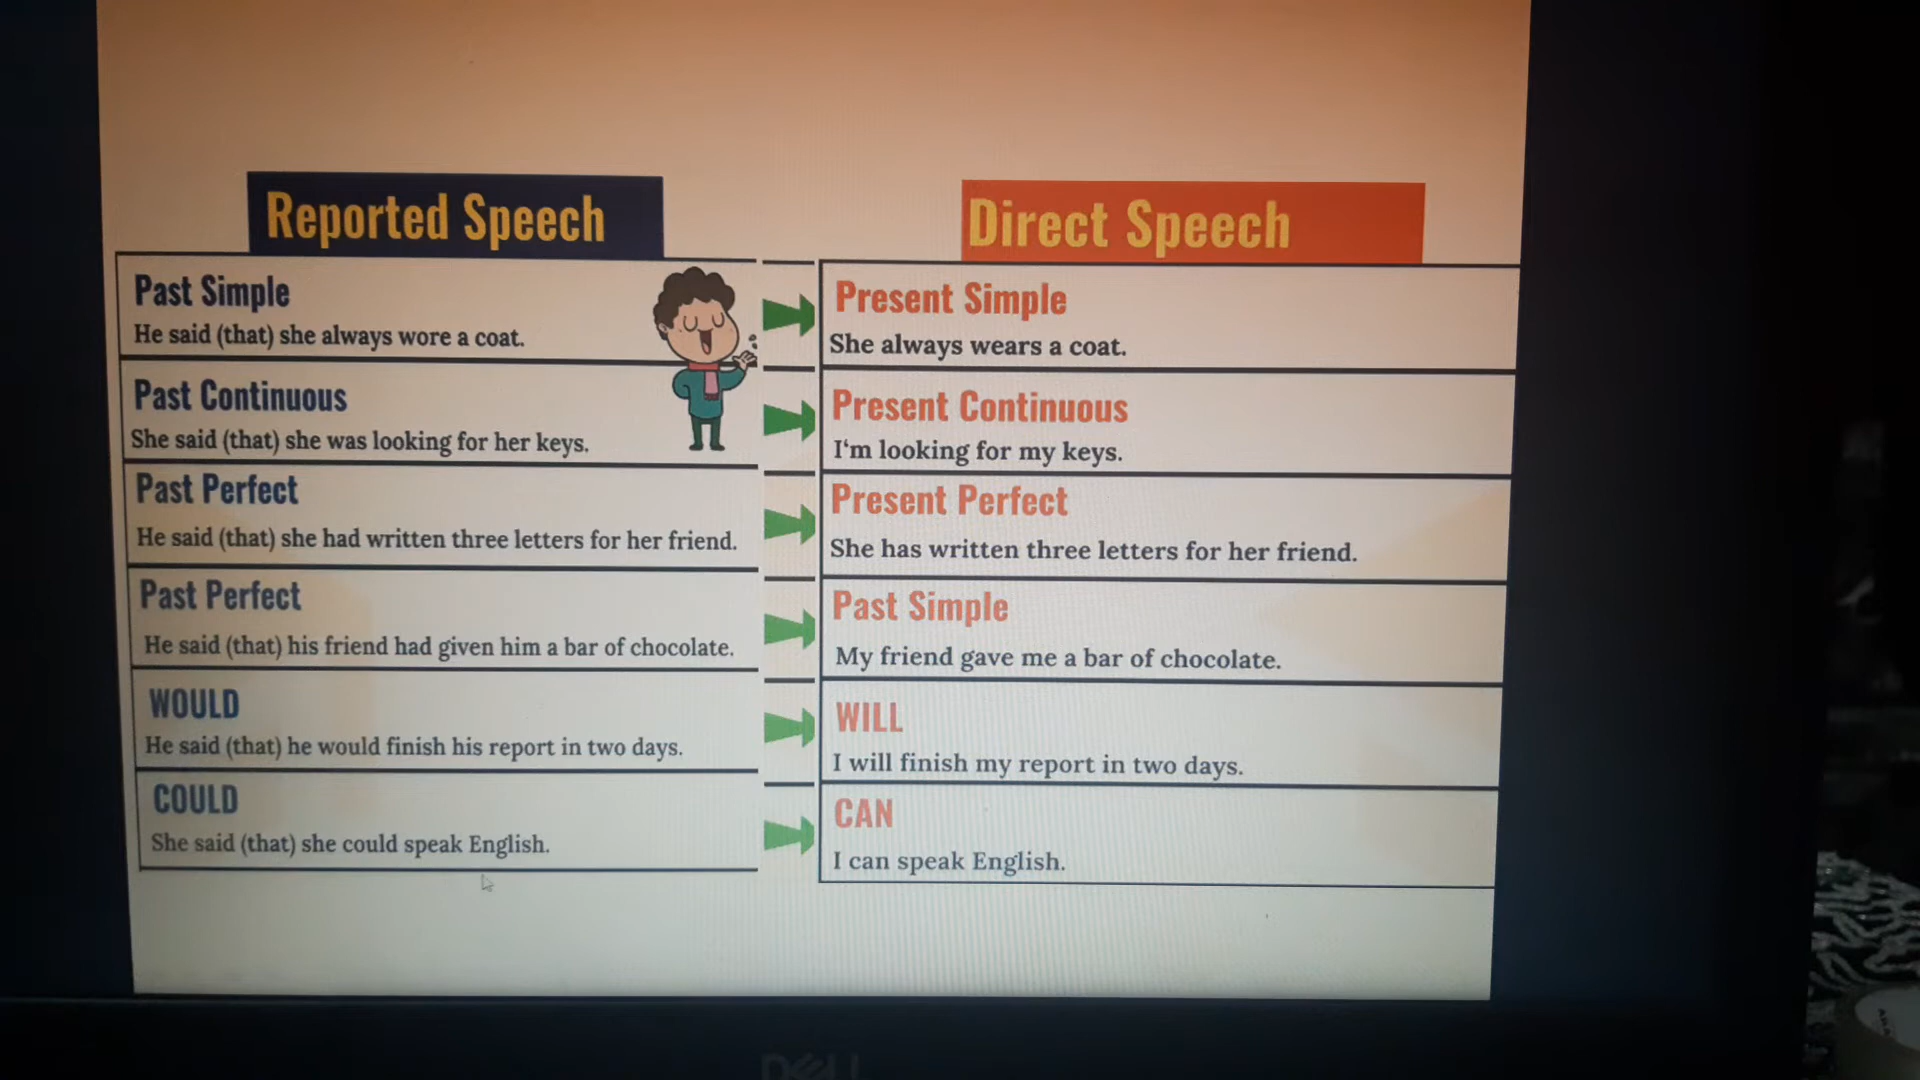 Reported Speech
Direct Speech
Past Simple
He said (that) she always wore a coat.
Present Simple
She always wears a coat.
Past Continuous
She said (that) she was looking for her keys.
Present Continuous
I‘m looking for my keys.
Past Perfect
He said (that) she had written three letters for her friend.
Present Perfect
She has written three letters for her friend.
Past Perfect
He said (that) his friend had given him a bar of chocolate.
Past Simple
My friend gave me a bar of chocolate.
WOULD
He said (that) he would finish his report in two days.
WILL
I will finish my report in two days.
COULD
She said (that) she could speak English.
CAN
I can speak English.
DELL